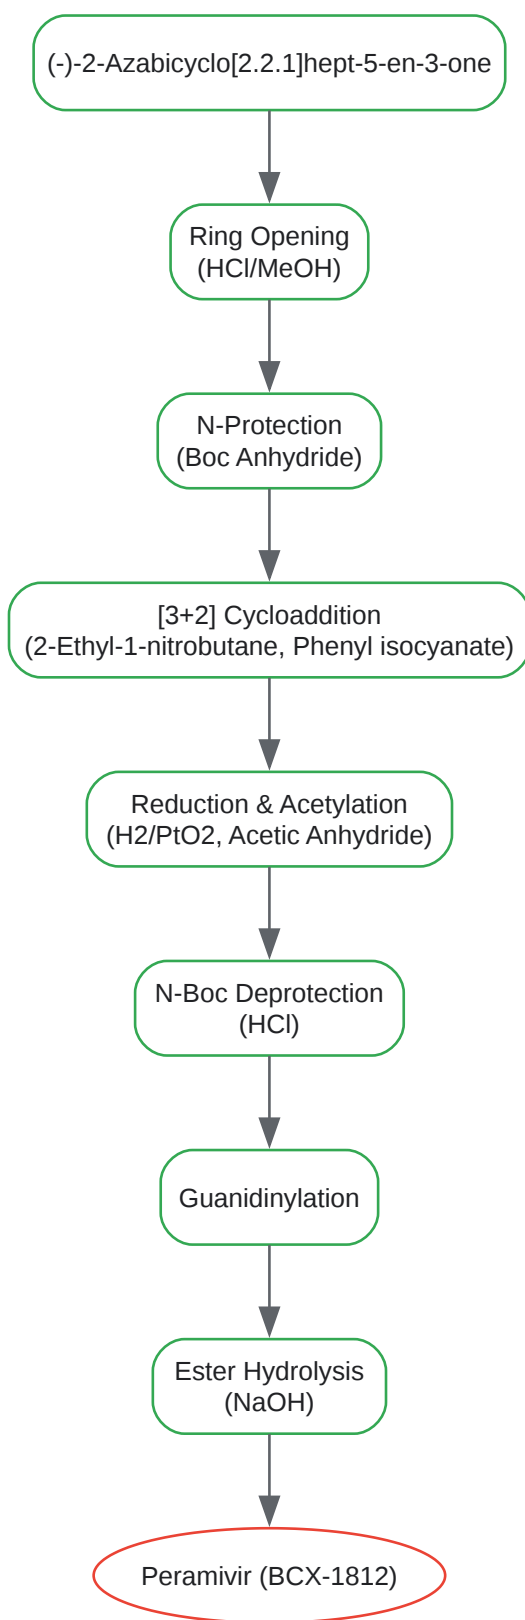 (-)-2-Azabicyclo[2.2.1]hept-5-en-3-one
Ring Opening
(HCl/MeOH)
N-Protection
(Boc Anhydride)
[3+2] Cycloaddition
(2-Ethyl-1-nitrobutane, Phenyl isocyanate)
Reduction & Acetylation
(H2/PtO2, Acetic Anhydride)
N-Boc Deprotection
(HCl)
Guanidinylation
Ester Hydrolysis
(NaOH)
Peramivir (BCX-1812)